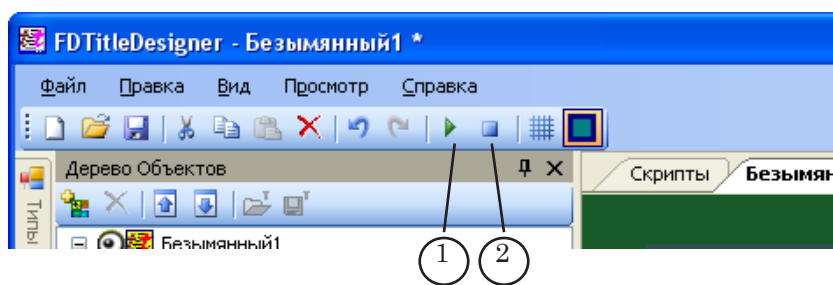 FDTitleDesigner - Безымянный1 *
Файл Правка Вид Просмотр Справка
Дерево Объектов
Скрипты Безымян
Типы
Безымянный1
1 2